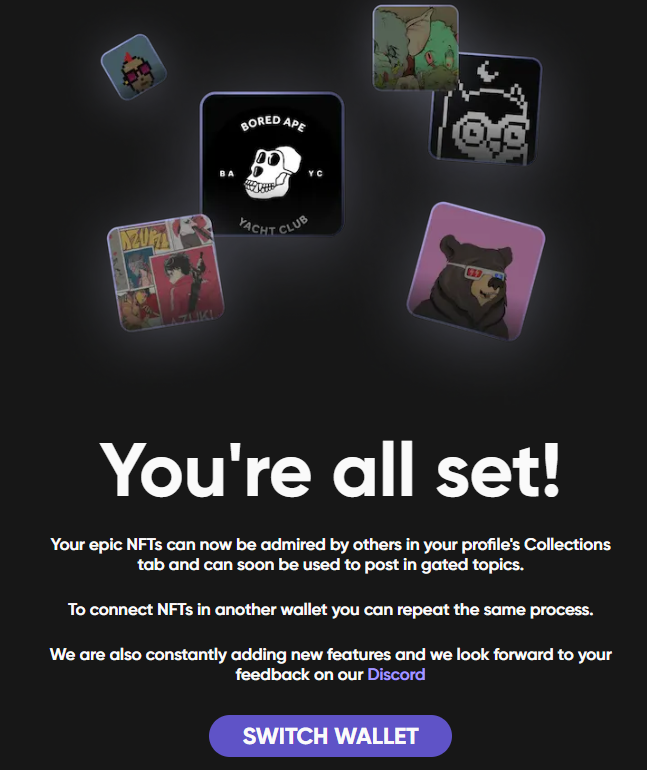 BORED APE
BA YC
YACHT CLUB
AZUKI
AZUKI
You're all set!
Your epic NFTs can now be admired by others in your profile's Collections
tab and can soon be used to post in gated topics.
To connect NFTs in another wallet you can repeat the same process.
We are also constantly adding new features and we look forward to your
feedback on our Discord
SWITCH WALLET